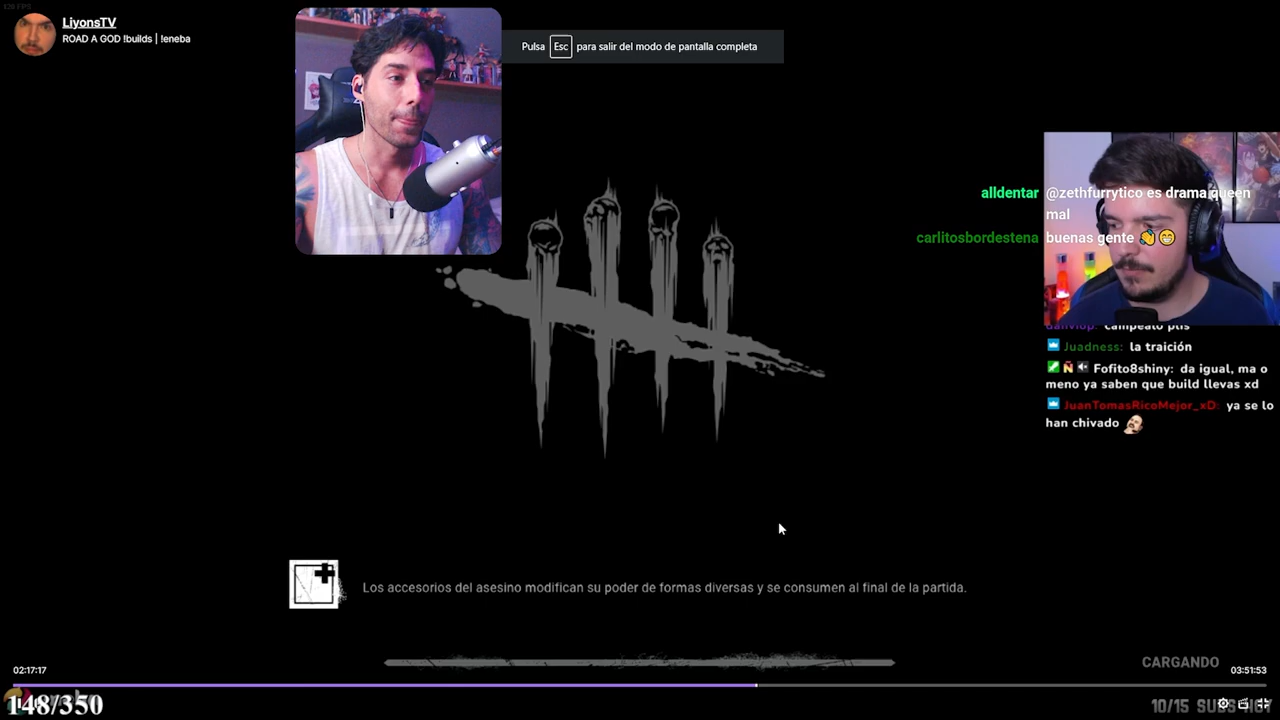 LiyonsTV
ROAD A GOD !builds | !eneba
Pulsa Esc para salir del modo de pantalla completa
alldentar @zethfurrytico es drama queen
mal
carlitosbordestena buenas gente 👏😁
danviop: campealo plis
Juadness: la traición
Fofito8shiny: da igual, ma o
meno ya saben que build llevas xd
JuanTomasRicoMejor_xD: ya se lo
han chivado
Los accesorios del asesino modifican su poder de formas diversas y se consumen al final de la partida.
CARGANDO
02:17:17
03:51:53
148/350
10/15